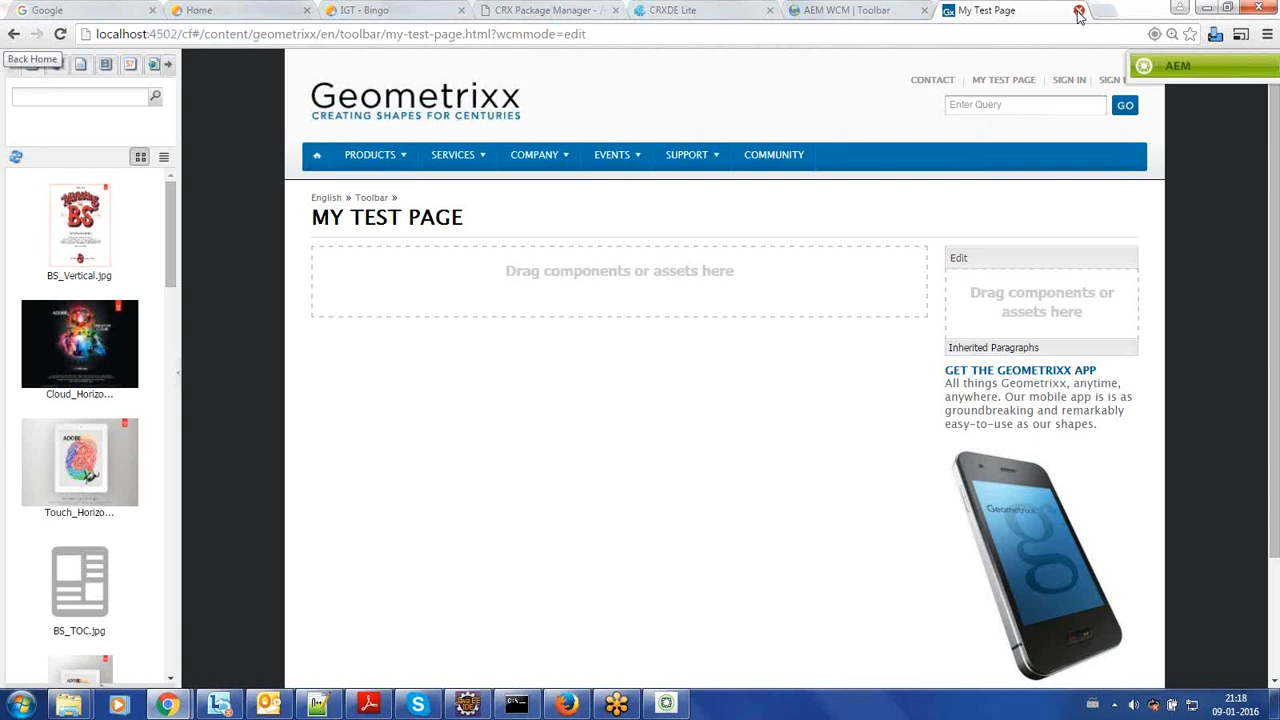 Google
Home
IGT - Bingo
CRX Package Manager - /
CRXDE Lite
AEM WCM | Toolbar
Gx My Test Page
localhost:4502/cf#/content/geometrixx/en/toolbar/my-test-page.html?wcmmode=edit
Back Home
AEM
CONTACT
MY TEST PAGE
SIGN IN
SIGN
Geometrixx
CREATING SHAPES FOR CENTURIES
Enter Query
GO
PRODUCTS
SERVICES
COMPANY
EVENTS
SUPPORT
COMMUNITY
English » Toolbar »
MY TEST PAGE
Drag components or assets here
Edit
Drag components or
assets here
Inherited Paragraphs
GET THE GEOMETRIXX APP
All things Geometrixx, anytime,
anywhere. Our mobile app is is as
groundbreaking and remarkably
easy-to-use as our shapes.
Geometrixx
g
BS
BS_Vertical.jpg
Cloud_Horizo...
Touch_Horizo...
BS_TOC.jpg
21:18
09-01-2016